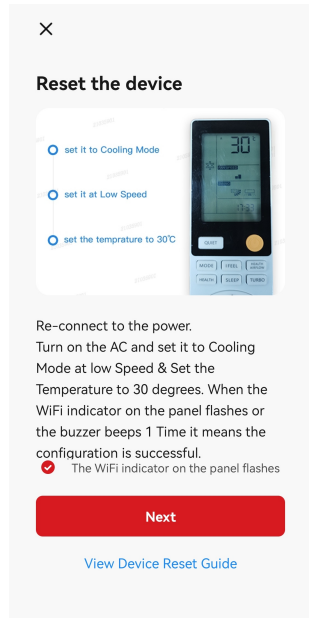 Reset the device
set it to Cooling Mode
set it at Low Speed
set the temprature to 30℃
30
QUIET
MODE
I FEEL
HEALTH
SLEEP
TURBO
Re-connect to the power.
Turn on the AC and set it to Cooling
Mode at low Speed & Set the
Temperature to 30 degrees. When the
WiFi indicator on the panel flashes or
the buzzer beeps 1 Time it means the
configuration is successful.
The WiFi indicator on the panel flashes
Next
View Device Reset Guide